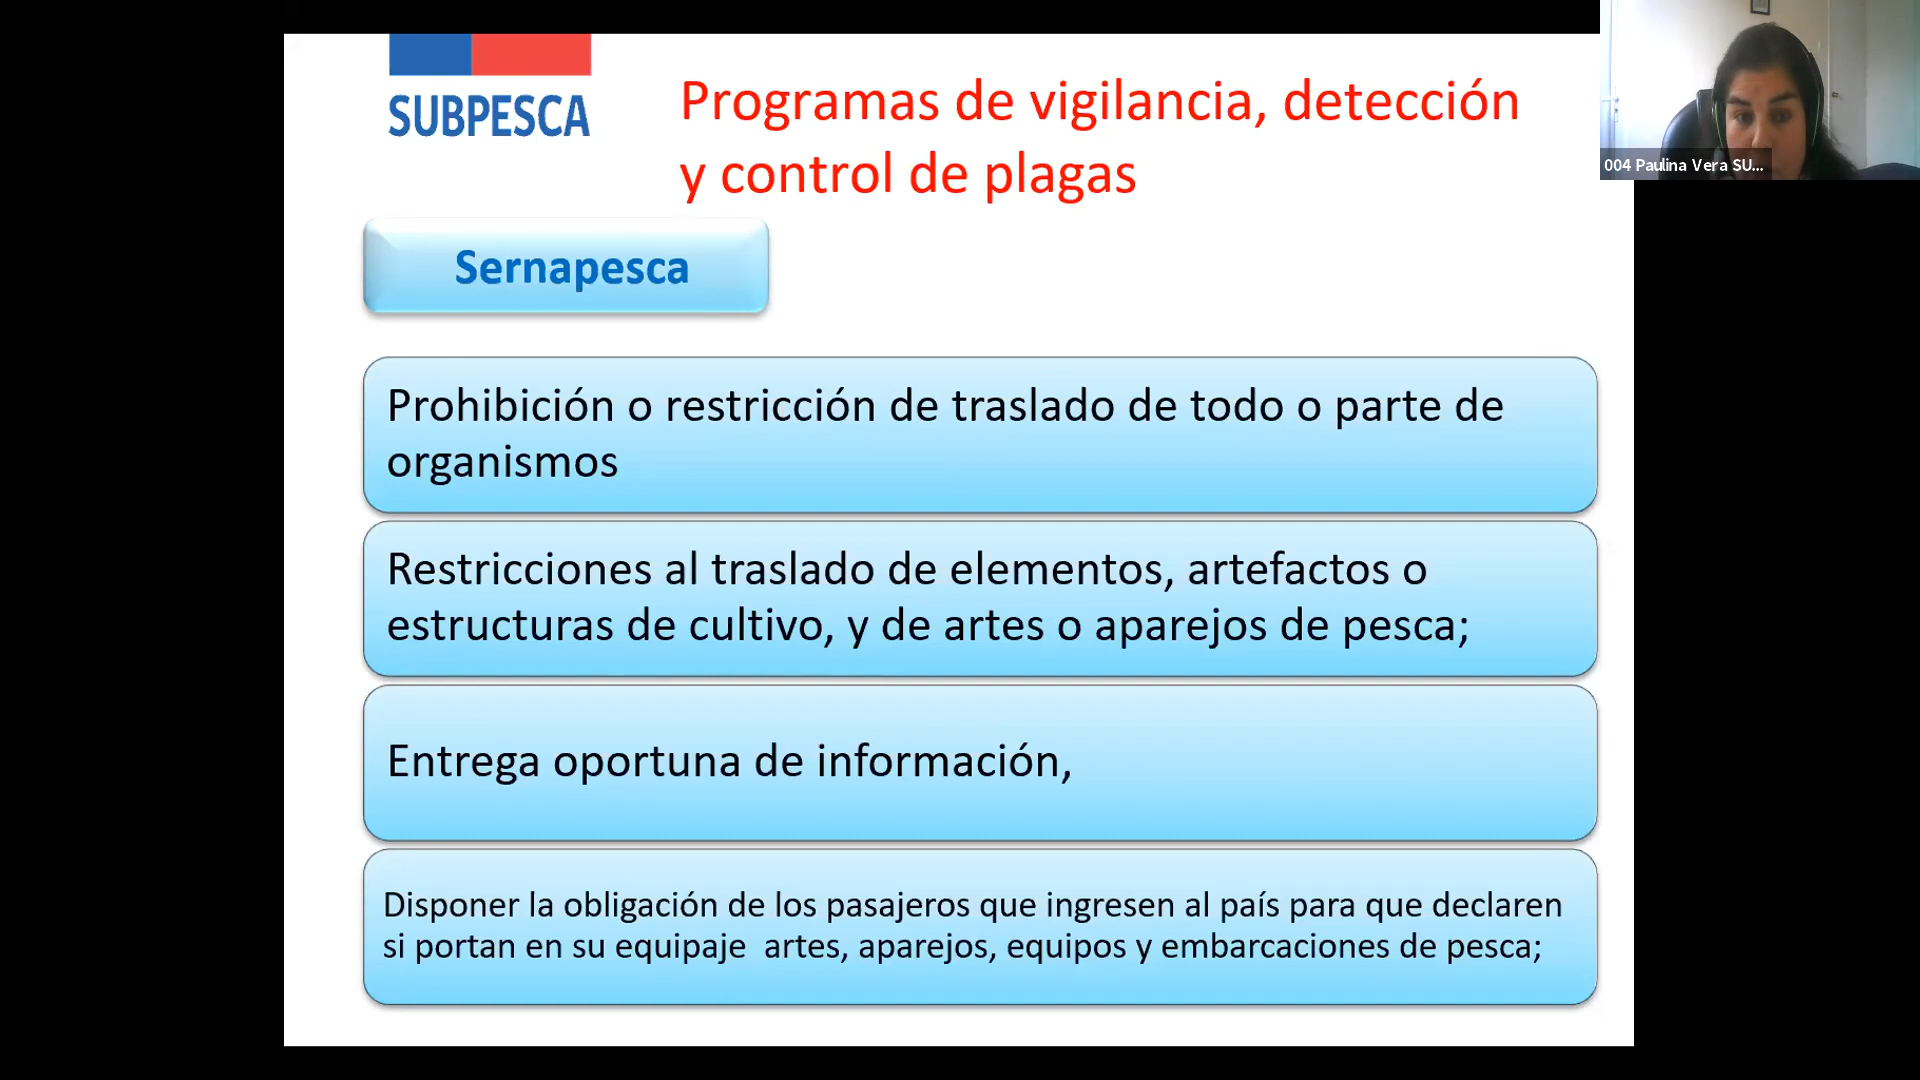 SUBPESCA
Programas de vigilancia, detección
y control de plagas
004 Paulina Vera SU...
Sernapesca
Prohibición o restricción de traslado de todo o parte de
organismos
Restricciones al traslado de elementos, artefactos o
estructuras de cultivo, y de artes o aparejos de pesca;
Entrega oportuna de información,
Disponer la obligación de los pasajeros que ingresen al país para que declaren
si portan en su equipaje  artes, aparejos, equipos y embarcaciones de pesca;